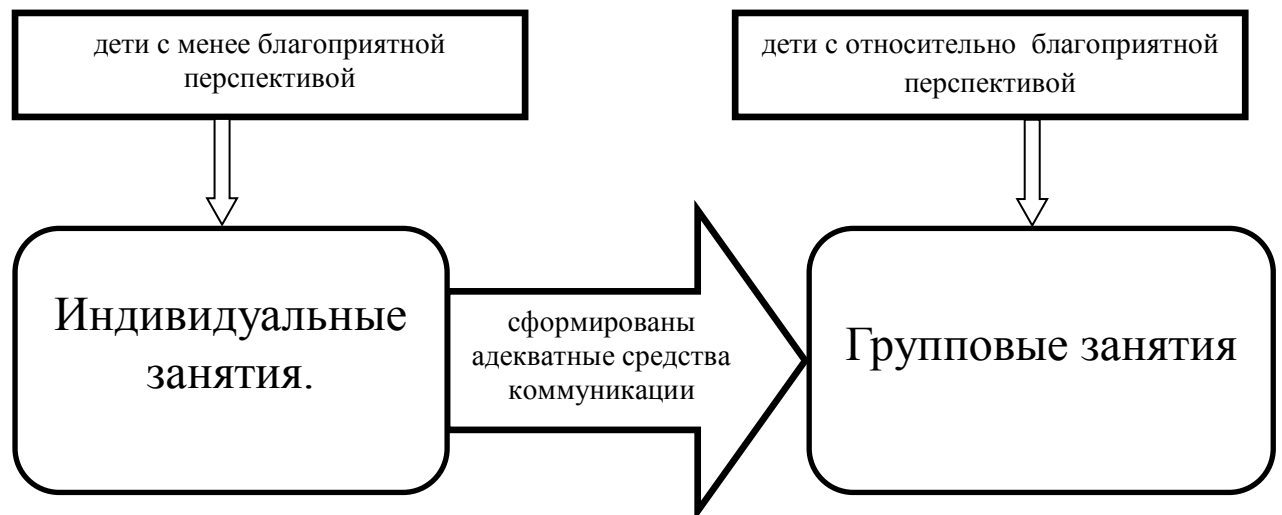 дети с менее благоприятной
перспективой
дети с относительно благоприятной
перспективой
Индивидуальные
занятия.
сформированы
адекватные средства
коммуникации
Групповые занятия